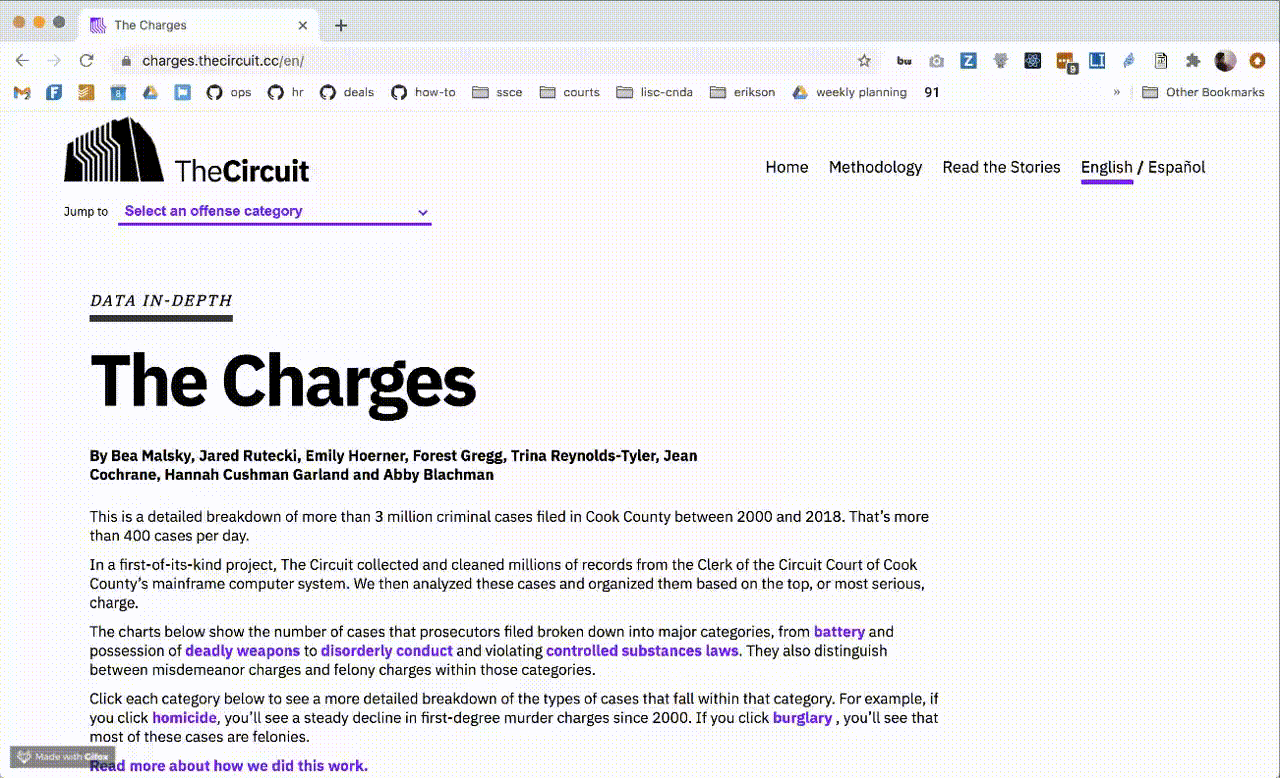 The Charges
charges.thecircuit.cc/en/
bw
Z
9
LI
ops hr deals how-to ssce courts lisc-cnda erikson weekly planning 91 » Other Bookmarks
TheCircuit
Home Methodology Read the Stories English / Español
Jump to Select an offense category
DATA IN-DEPTH
The Charges
By Bea Malsky, Jared Rutecki, Emily Hoerner, Forest Gregg, Trina Reynolds-Tyler, Jean
Cochrane, Hannah Cushman Garland and Abby Blachman
This is a detailed breakdown of more than 3 million criminal cases filed in Cook County between 2000 and 2018. That’s more
than 400 cases per day.
In a first-of-its-kind project, The Circuit collected and cleaned millions of records from the Clerk of the Circuit Court of Cook
County’s mainframe computer system. We then analyzed these cases and organized them based on the top, or most serious,
charge.
The charts below show the number of cases that prosecutors filed broken down into major categories, from battery and
possession of deadly weapons to disorderly conduct and violating controlled substances laws. They also distinguish
between misdemeanor charges and felony charges within those categories.
Click each category below to see a more detailed breakdown of the types of cases that fall within that category. For example, if
you click homicide, you’ll see a steady decline in first-degree murder charges since 2000. If you click burglary , you’ll see that
most of these cases are felonies.
Made with Gifox
Read more about how we did this work.